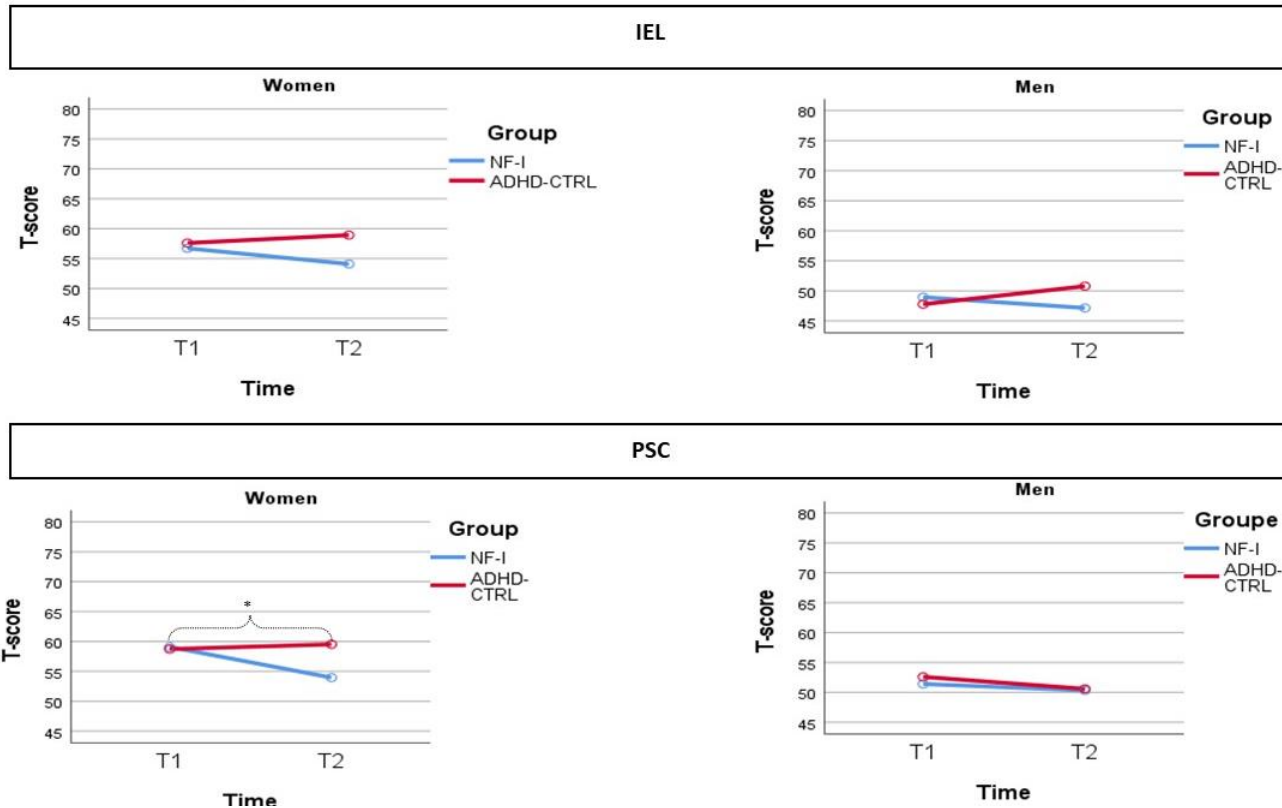 IEL
Women
80
75
70
65
60
55
50
45
T-score
T1 T2
Time
Group
NF-I
ADHD-CTRL
Men
80
75
70
65
60
55
50
45
T-score
T1 T2
Time
Group
NF-I
ADHD-
CTRL
PSC
Women
80
75
70
65
60
55
50
45
T-score
*
T1 T2
Time
Group
NF-I
ADHD-
CTRL
Men
80
75
70
65
60
55
50
45
T-score
T1 T2
Time
Groupe
NF-I
ADHD-
CTRL